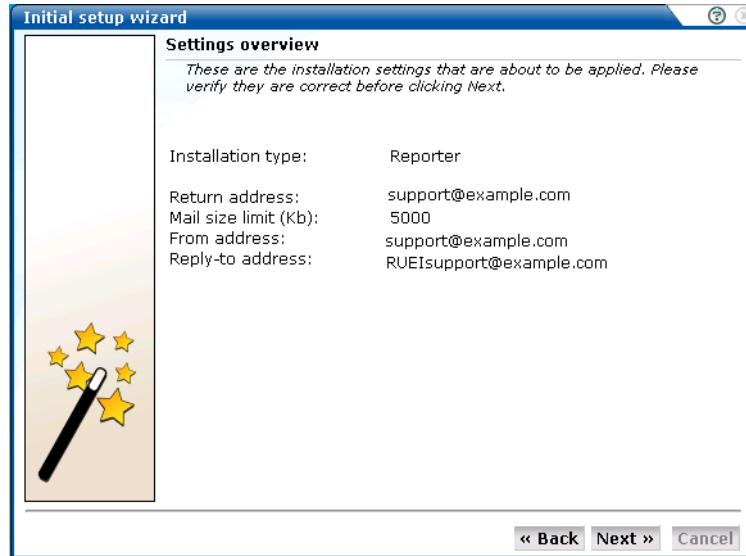 Initial setup wizard
Settings overview
These are the installation settings that are about to be applied. Please
verify they are correct before clicking Next.
Installation type: Reporter
Return address: support@example.com
Mail size limit (Kb): 5000
From address: support@example.com
Reply-to address: RUEIsupport@example.com
« Back Next » Cancel